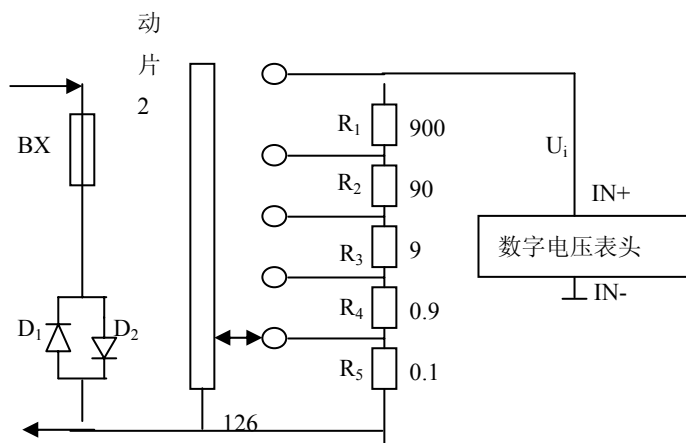 动
片
2
BX
R₁
900
Uᵢ
R₂
90
IN+
R₃
9
数字电压表头
IN-
D₁
D₂
R₄
0.9
R₅
0.1
126